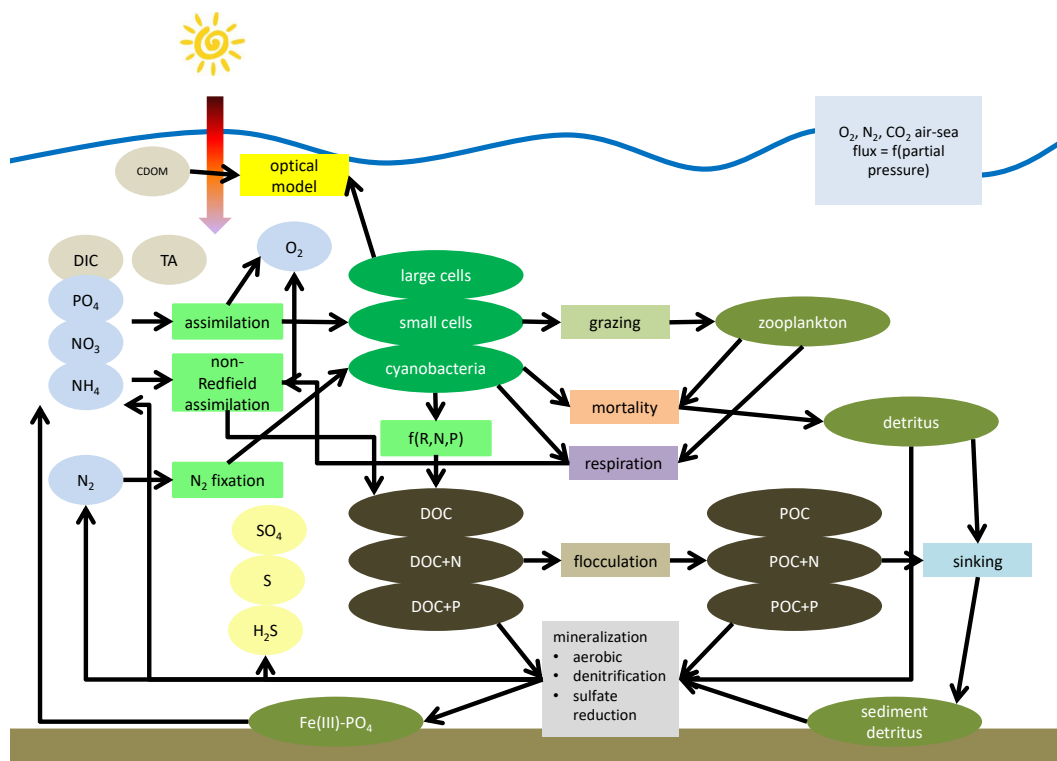 O₂, N₂, CO₂ air-sea
flux = f(partial
pressure)
CDOM
optical
model
DIC
TA
O₂
PO₄
NO₃
NH₄
assimilation
non-
Redfield
assimilation
large cells
small cells
cyanobacteria
grazing
zooplankton
mortality
detritus
f(R,N,P)
respiration
N₂
N₂ fixation
SO₄
S
H₂S
DOC
DOC+N
DOC+P
flocculation
POC
POC+N
POC+P
sinking
mineralization
• aerobic
• denitrification
• sulfate
reduction
Fe(III)-PO₄
sediment
detritus